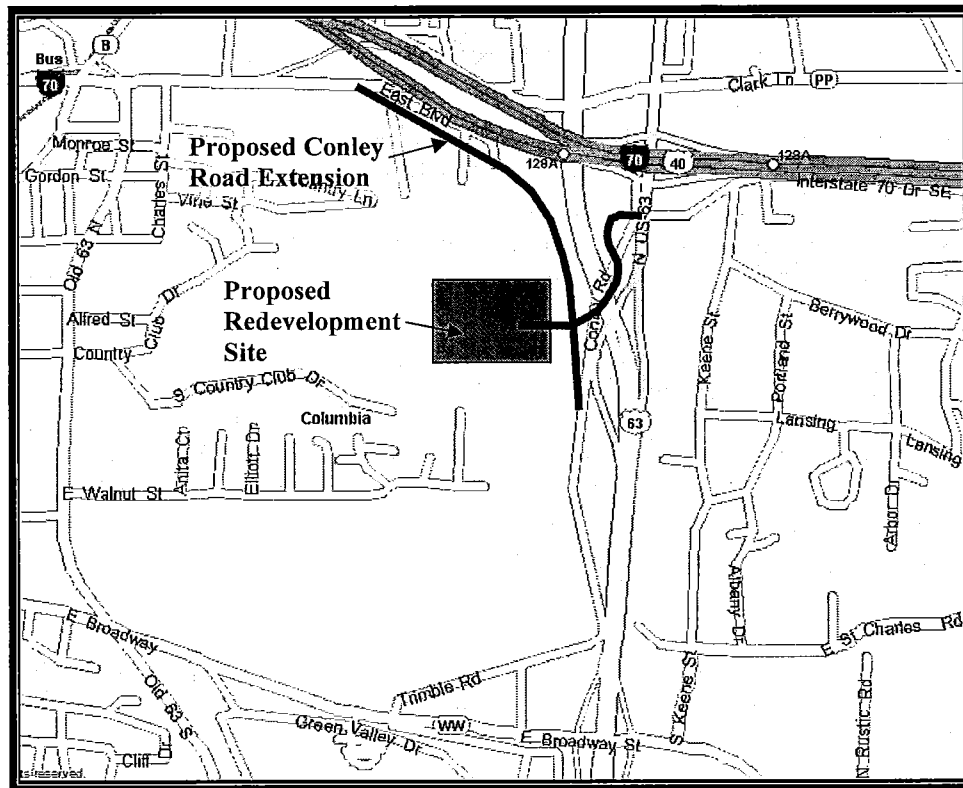 B
Bus
70
East Blvd
Clark Ln
PP
Monroe St
Proposed Conley
Road Extension
128A
70
40
128A
Interstate 70 Dr SE
Gordon St
Charles St
Vine St
Ln
N US-63
Old 63 N
Proposed
Redevelopment
Site
Conley Rd
Keene St
Portland St
Berrywood Dr
Alfred St
Country
Club Dr
S Country Club Dr
Columbia
63
Lansing
Lansing
Anita Ct
Elliott Dr
E Walnut St
Arbor Dr
Albany Dr
E Broadway
E St Charles Rd
Old 63 S
Trimble Rd
S Keene St
N Rustic Rd
WW
Green Valley Dr
E Broadway St
Cliff Dr
ts reserved.